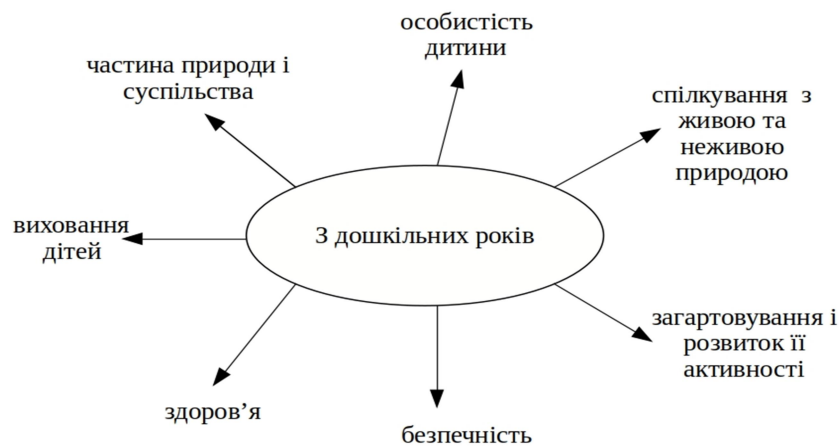 особистість
дитини
частина природи і
суспільства
спілкування з
живою та
неживою
природою
виховання
дітей
З дошкільних років
загартовування і
розвиток її
активності
здоров’я
безпечність